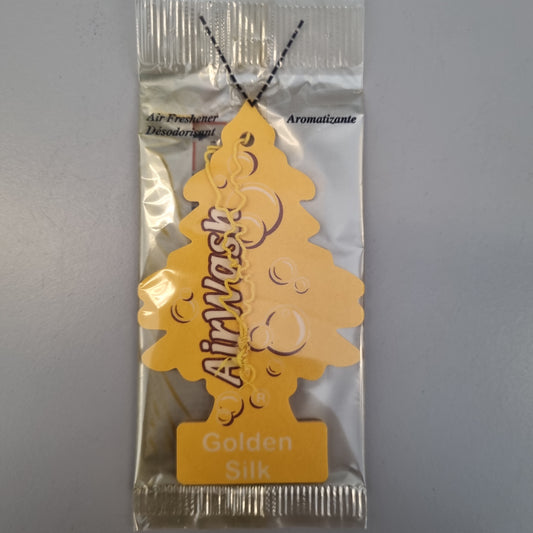 Air Freshener
Désodorisant
Aromatizante
AirWash
®
Golden
Silk